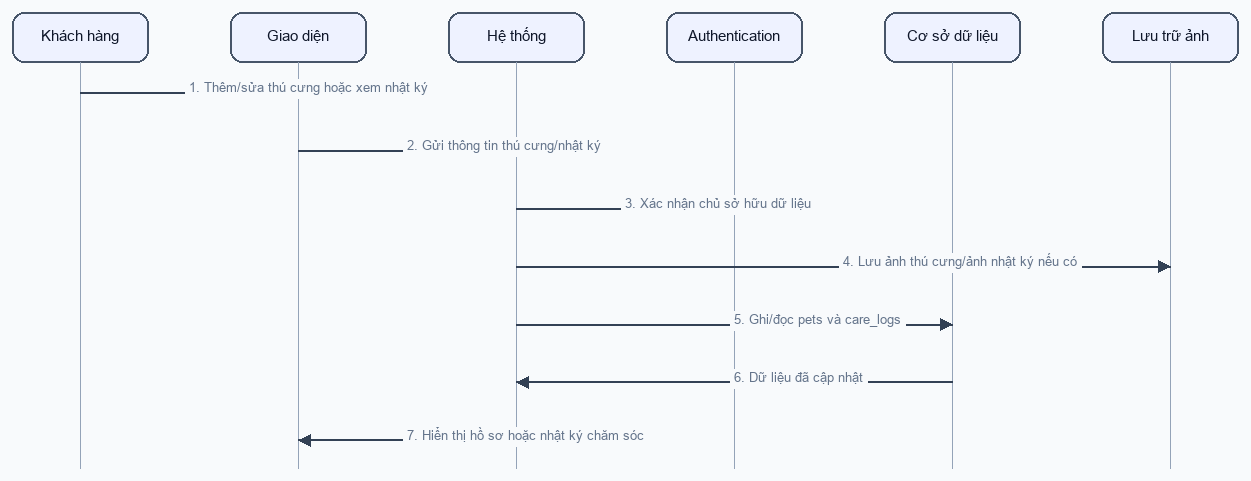 Khách hàng
Giao diện
Hệ thống
Authentication
Cơ sở dữ liệu
Lưu trữ ảnh
1. Thêm/sửa thú cưng hoặc xem nhật ký
2. Gửi thông tin thú cưng/nhật ký
3. Xác nhận chủ sở hữu dữ liệu
4. Lưu ảnh thú cưng/ảnh nhật ký nếu có
5. Ghi/đọc pets và care_logs
6. Dữ liệu đã cập nhật
7. Hiển thị hồ sơ hoặc nhật ký chăm sóc